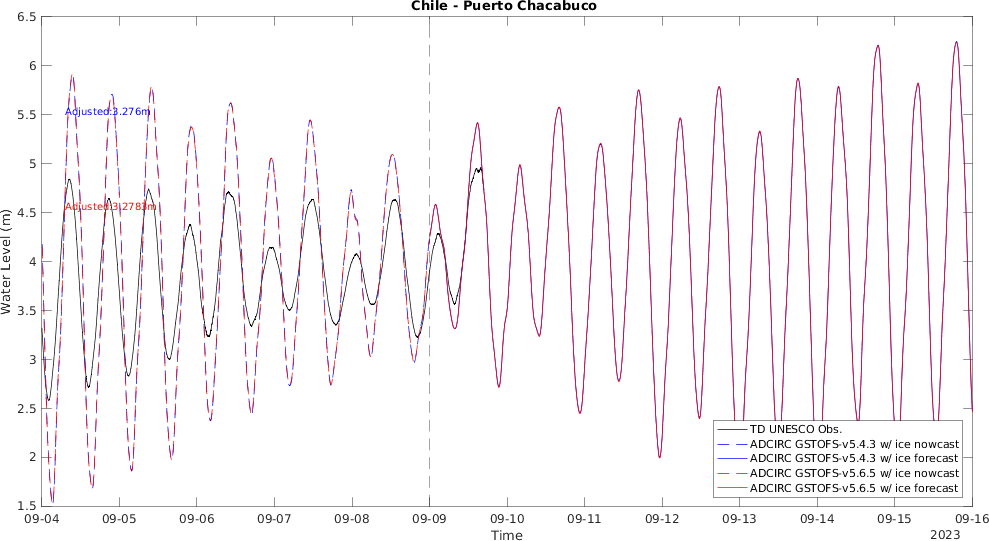 Chile - Puerto Chacabuco
6.5
6
5.5
5
4.5
4
3.5
3
2.5
2
1.5
Water Level (m)
Adjusted:3.276m
Adjusted:3.2783m
TD UNESCO Obs.
ADCIRC GSTOFS-v5.4.3 w/ ice nowcast
ADCIRC GSTOFS-v5.4.3 w/ ice forecast
ADCIRC GSTOFS-v5.6.5 w/ ice nowcast
ADCIRC GSTOFS-v5.6.5 w/ ice forecast
09-04 09-05 09-06 09-07 09-08 09-09 09-10 09-11 09-12 09-13 09-14 09-15 09-16
Time
2023